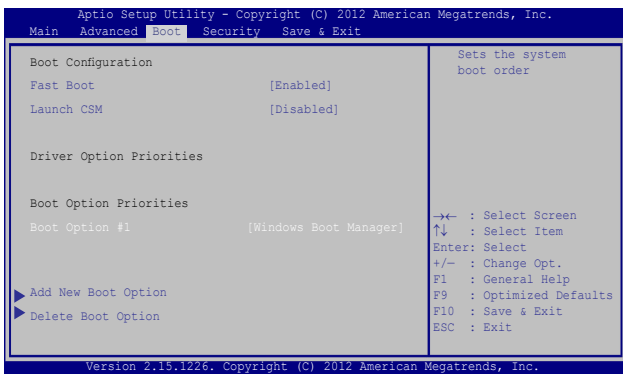 Aptio Setup Utility - Copyright (C) 2012 American Megatrends, Inc.
Main Advanced Boot Security Save & Exit
Boot Configuration
Fast Boot [Enabled]
Launch CSM [Disabled]
Driver Option Priorities
Boot Option Priorities
Boot Option #1 [Windows Boot Manager]
Add New Boot Option
Delete Boot Option
Sets the system
boot order
→← : Select Screen
↑↓ : Select Item
Enter: Select
+/— : Change Opt.
F1 : General Help
F9 : Optimized Defaults
F10 : Save & Exit
ESC : Exit
Version 2.15.1226. Copyright (C) 2012 American Megatrends, Inc.